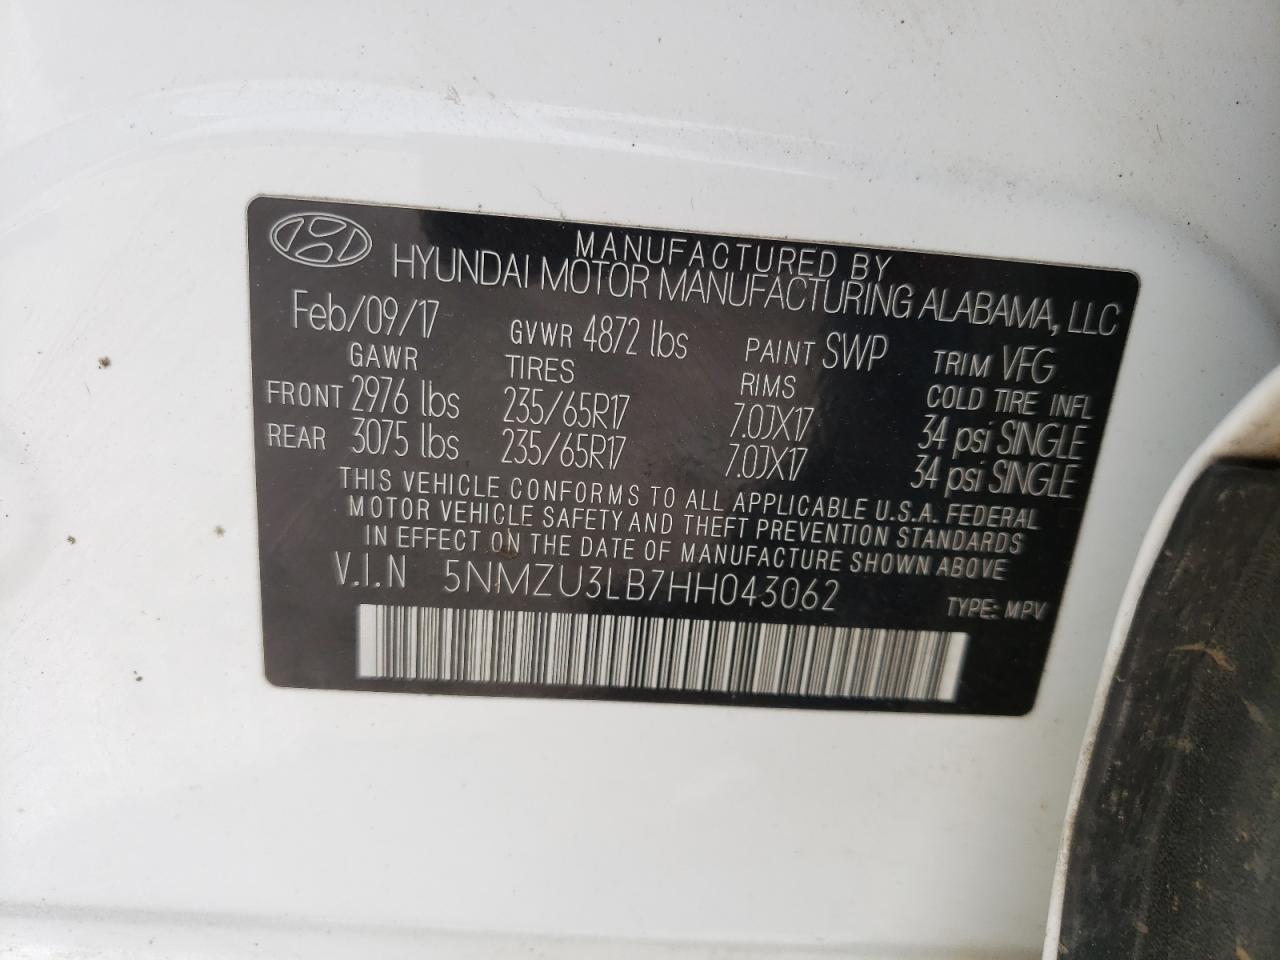 MANUFACTURED BY
HYUNDAI MOTOR MANUFACTURING ALABAMA, LLC
Feb/09/17 GVWR 4872 lbs PAINT SWP TRIM VFG
GAWR TIRES RIMS COLD TIRE INFL
FRONT 2976 lbs 235/65R17 7.0JX17 34 psi SINGLE
REAR 3075 lbs 235/65R17 7.0JX17 34 psi SINGLE
THIS VEHICLE CONFORMS TO ALL APPLICABLE U.S.A. FEDERAL
MOTOR VEHICLE SAFETY AND THEFT PREVENTION STANDARDS
IN EFFECT ON THE DATE OF MANUFACTURE SHOWN ABOVE
V.I.N 5NMZU3LB7HH043062 TYPE: MPV